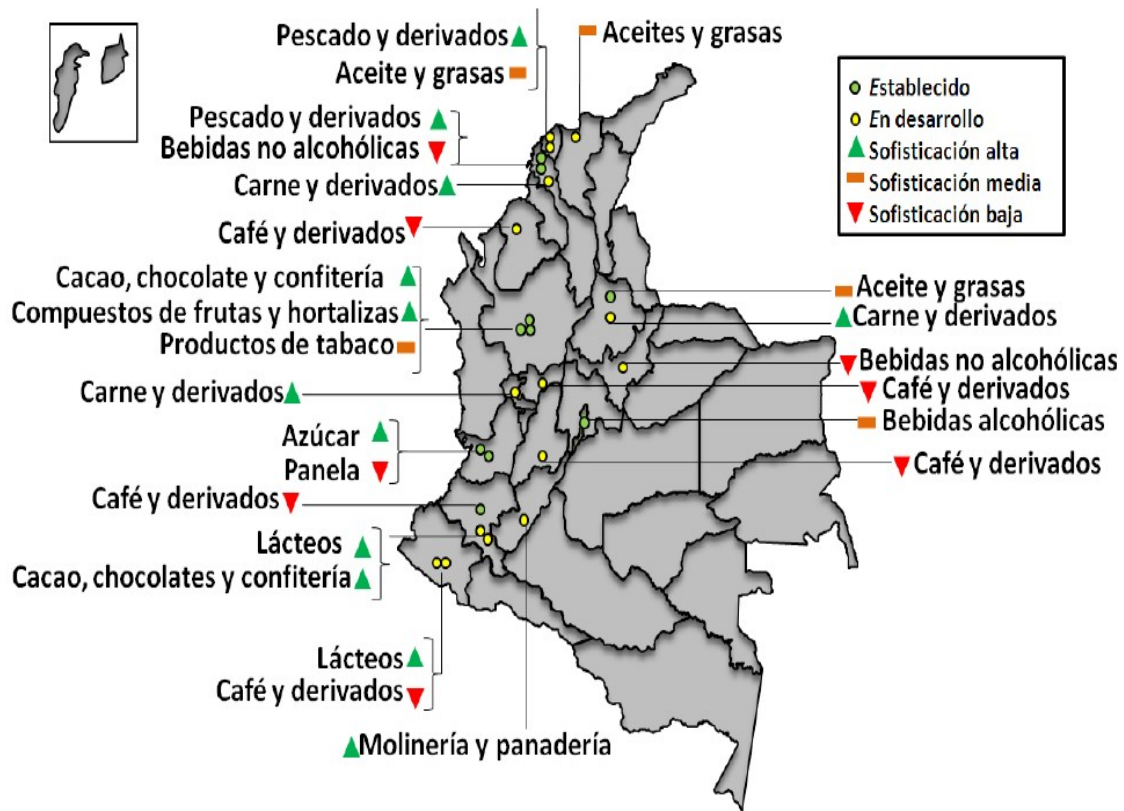 Pescado y derivados
Aceite y grasas
Aceites y grasas
Pescado y derivados
Bebidas no alcohólicas
Carne y derivados
Café y derivados
Cacao, chocolate y confitería
Compuestos de frutas y hortalizas
Productos de tabaco
Carne y derivados
Azúcar
Panela
Café y derivados
Lácteos
Cacao, chocolates y confitería
Lácteos
Café y derivados
Molinería y panadería
Establecido
En desarrollo
Sofisticación alta
Sofisticación media
Sofisticación baja
Aceite y grasas
Carne y derivados
Bebidas no alcohólicas
Café y derivados
Bebidas alcohólicas
Café y derivados